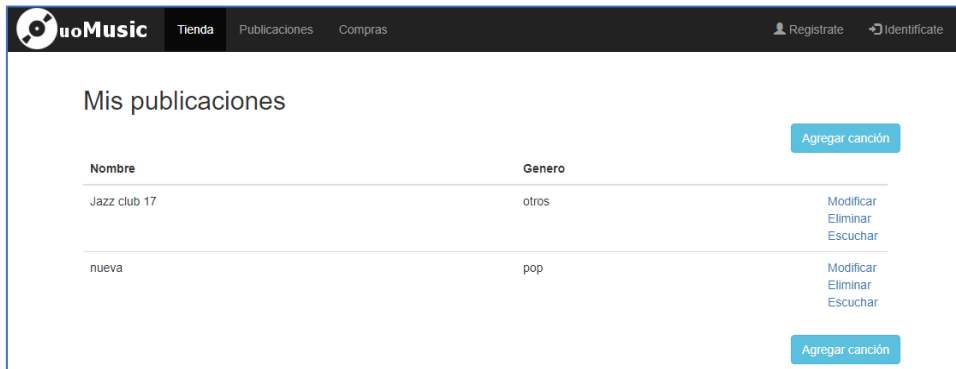 uoMusic Tienda Publicaciones Compras Registrate Identifícate
Mis publicaciones
Agregar canción
Nombre Genero
Jazz club 17 otros Modificar
Eliminar
Escuchar
nueva pop Modificar
Eliminar
Escuchar
Agregar canción